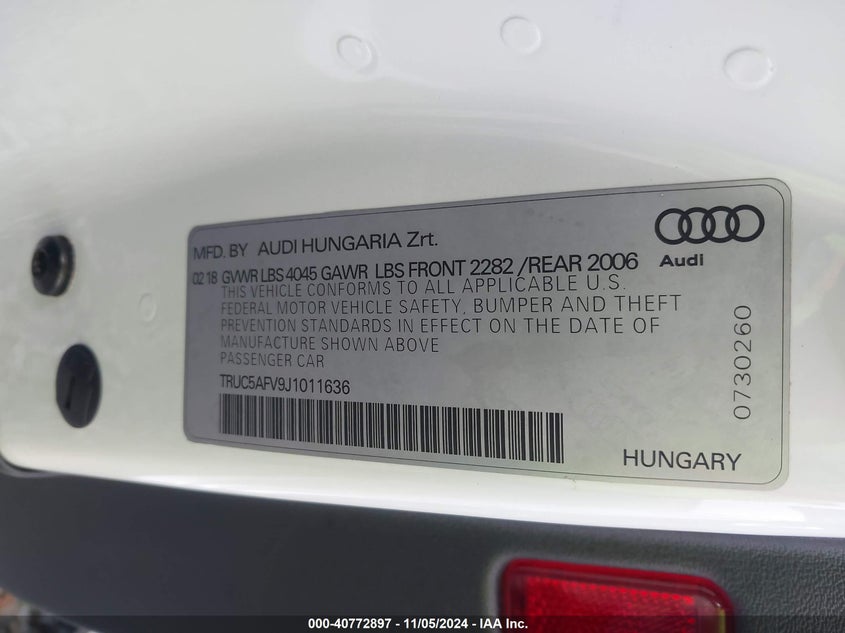 MFD. BY AUDI HUNGARIA Zrt.
02 18 GVWR LBS 4045 GAWR LBS FRONT 2282 /REAR 2006
THIS VEHICLE CONFORMS TO ALL APPLICABLE U.S.
FEDERAL MOTOR VEHICLE SAFETY, BUMPER AND THEFT
PREVENTION STANDARDS IN EFFECT ON THE DATE OF
MANUFACTURE SHOWN ABOVE
PASSENGER CAR
TRUC5AFV9J1011636
Audi
0730260
HUNGARY
000-40772897 - 11/05/2024 - IAA Inc.